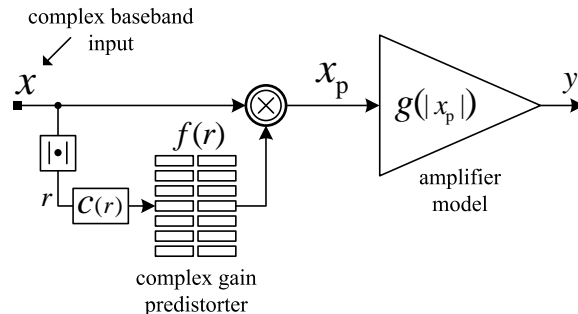 complex baseband
input
x
x_p
y
f(r)
g(| x_p |)
|•|
r
c(r)
amplifier
model
complex gain
predistorter